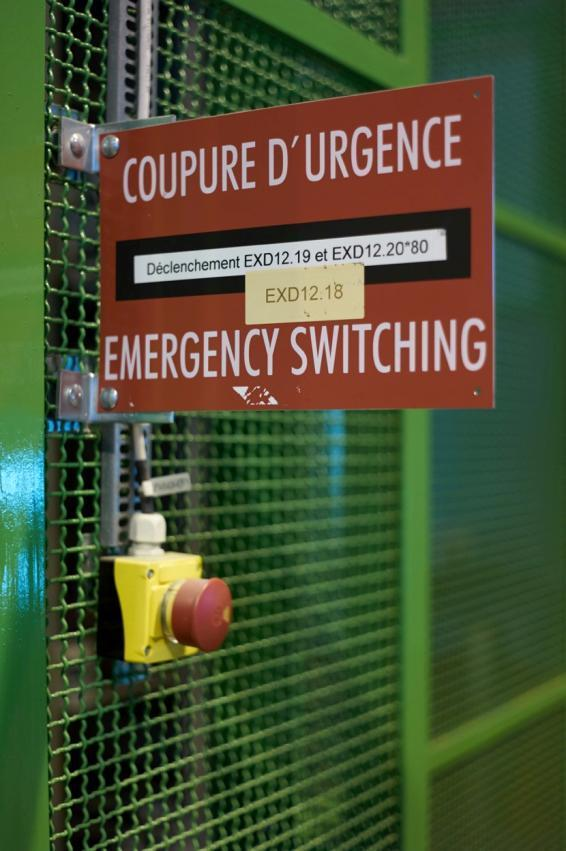 COUPURE D´URGENCE
Déclenchement EXD12.19 et EXD12.20*80
EXD12.18
EMERGENCY SWITCHING